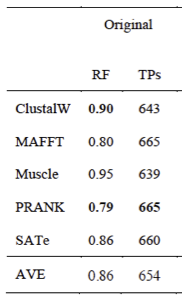 Original
RF TPs
ClustalW 0.90 643
MAFFT 0.80 665
Muscle 0.95 639
PRANK 0.79 665
SATe 0.86 660
AVE 0.86 654